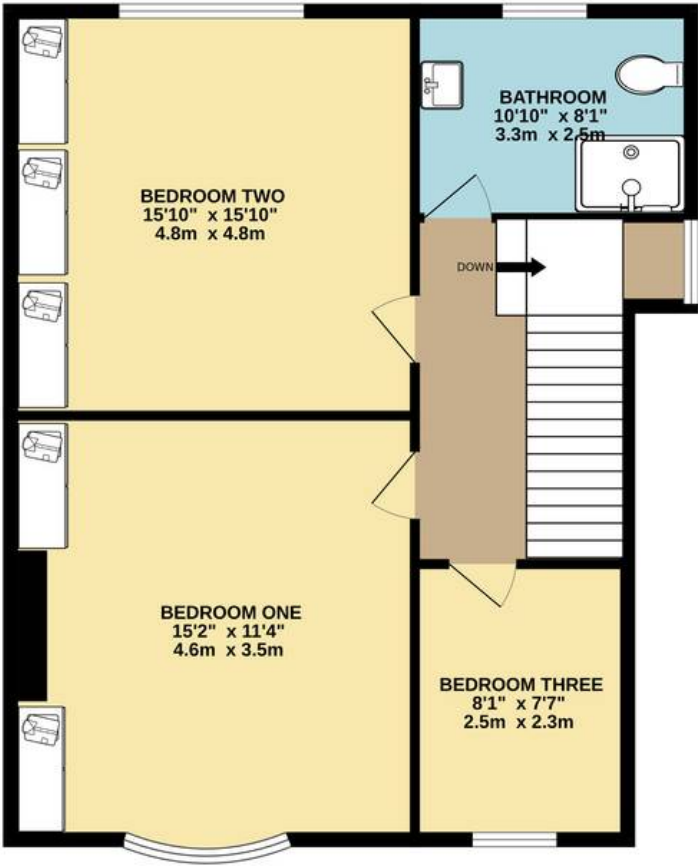 BATHROOM
10'10" x 8'1"
3.3m x 2.5m
BEDROOM TWO
15'10" x 15'10"
4.8m x 4.8m
DOWN
BEDROOM ONE
15'2" x 11'4"
4.6m x 3.5m
BEDROOM THREE
8'1" x 7'7"
2.5m x 2.3m